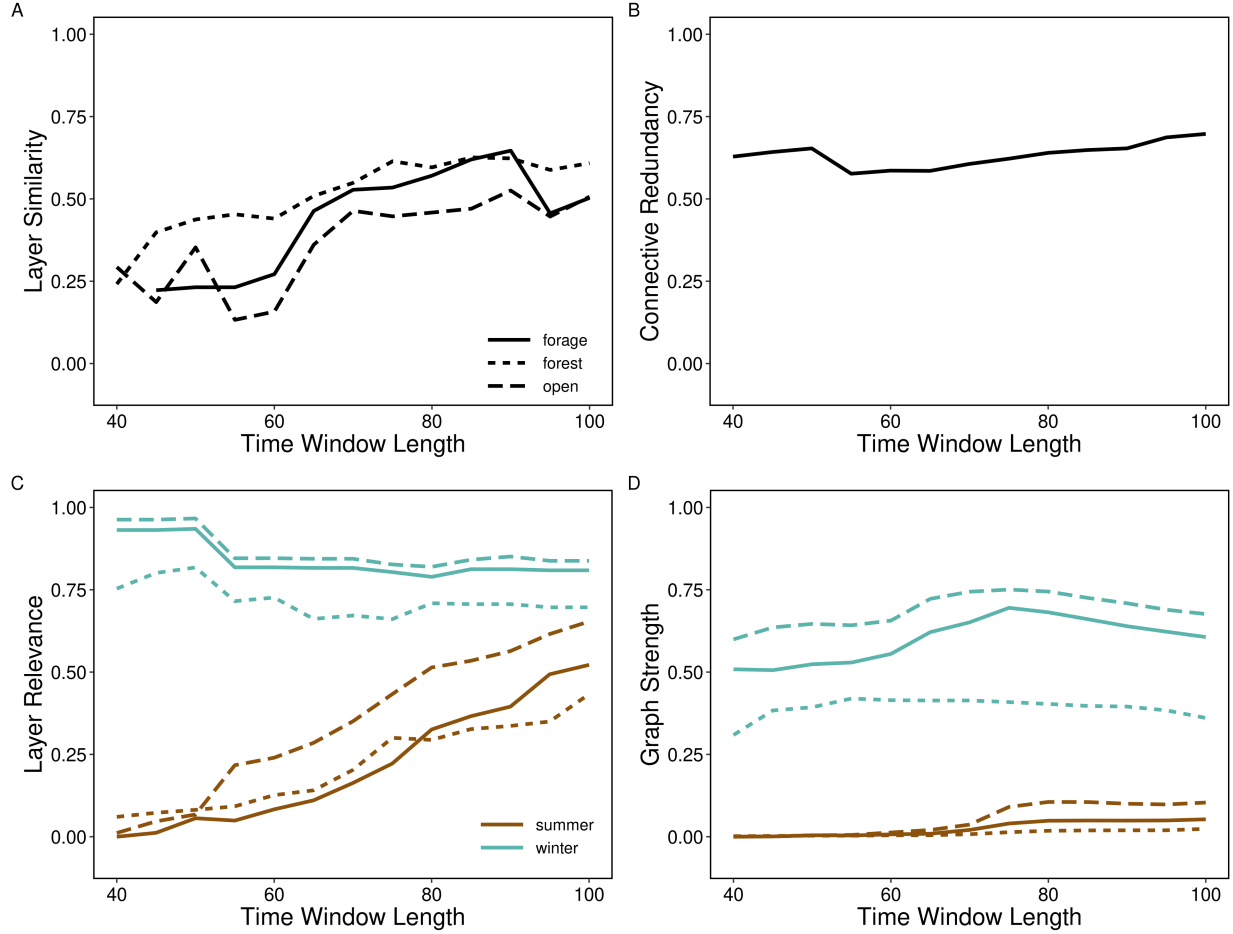 A
1.00
0.75
0.50
0.25
0.00
Layer Similarity
forage
forest
open
40
60
80
100
Time Window Length
B
1.00
0.75
0.50
0.25
0.00
Connective Redundancy
40
60
80
100
Time Window Length
C
1.00
0.75
0.50
0.25
0.00
Layer Relevance
summer
winter
40
60
80
100
Time Window Length
D
1.00
0.75
0.50
0.25
0.00
Graph Strength
40
60
80
100
Time Window Length